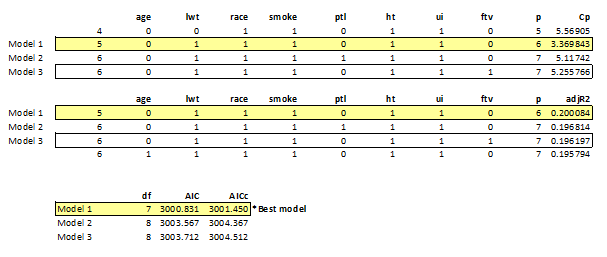 age lwt race smoke ptl ht ui ftv p Cp
4 0 0 1 1 0 1 1 0 5 5.56905
Model 1 5 0 1 1 1 0 1 1 0 6 3.369843
Model 2 6 0 1 1 1 1 1 1 0 7 5.11742
Model 3 6 0 1 1 1 0 1 1 1 7 5.255766
age lwt race smoke ptl ht ui ftv p adjR2
Model 1 5 0 1 1 1 0 1 1 0 6 0.200084
Model 2 6 0 1 1 1 1 1 1 0 7 0.196814
Model 3 6 0 1 1 1 0 1 1 1 7 0.196197
6 1 1 1 1 0 1 1 0 7 0.195794
df AIC AICc
Model 1 7 3000.831 3001.450 *Best model
Model 2 8 3003.567 3004.367
Model 3 8 3003.712 3004.512